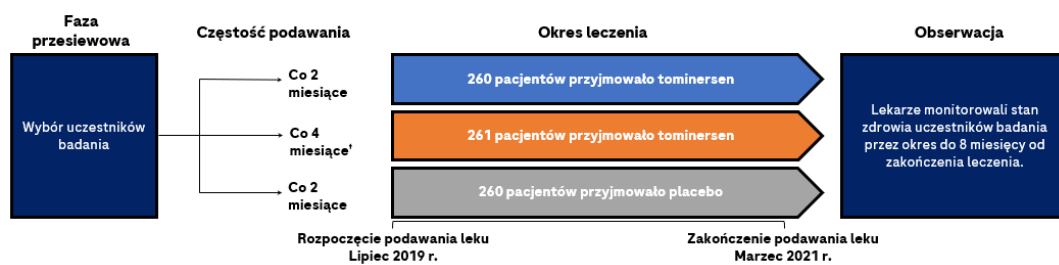 Faza
przesiewowa
Częstość podawania
Okres leczenia
Obserwacja
Wybór uczestników
badania
Co 2
miesiące
260 pacjentów przyjmowało tominersen
Co 4
miesiące†
261 pacjentów przyjmowało tominersen
Co 2
miesiące
260 pacjentów przyjmowało placebo
Lekarze monitorowali stan
zdrowia uczestników badania
przez okres do 8 miesięcy od
zakończenia leczenia.
Rozpoczęcie podawania leku
Lipiec 2019 r.
Zakończenie podawania leku
Marzec 2021 r.